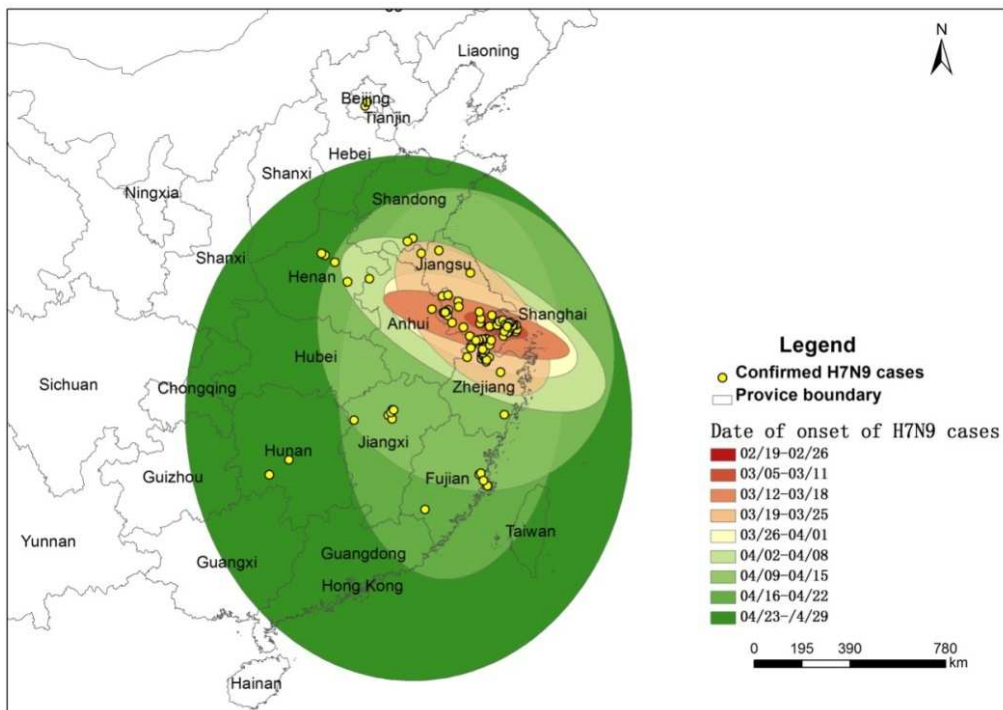 Liaoning
N
Beijing
Tianjin
Hebei
Shanxi
Ningxia
Shandong
Shanxi
Henan
Jiangsu
Shanghai
Anhui
Hubei
Zhejiang
Sichuan
Chongqing
Jiangxi
Hunan
Guizhou
Fujian
Yunnan
Taiwan
Guangdong
Guangxi
Hong Kong
Hainan
Legend
Confirmed H7N9 cases
Provice boundary
Date of onset of H7N9 cases
02/19-02/26
03/05-03/11
03/12-03/18
03/19-03/25
03/26-04/01
04/02-04/08
04/09-04/15
04/16-04/22
04/23-/4/29
0 195 390 780
km